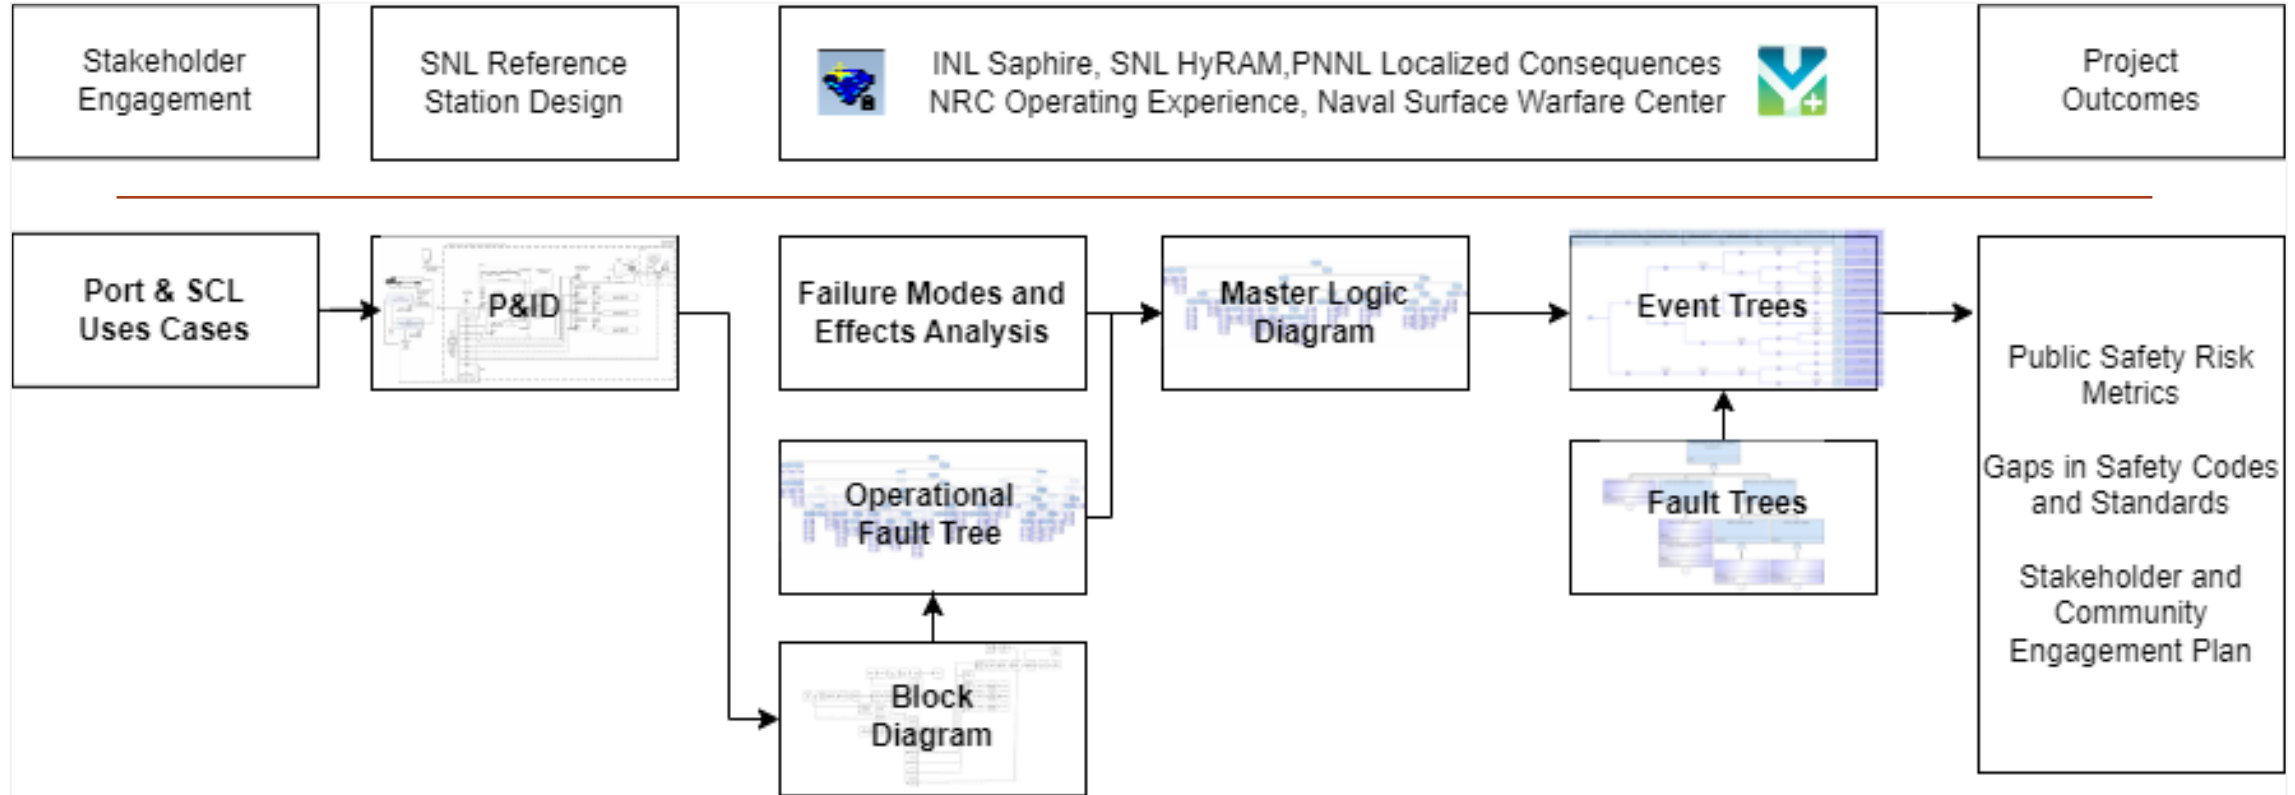 Stakeholder
Engagement
SNL Reference
Station Design
INL Saphire, SNL HyRAM,PNNL Localized Consequences
NRC Operating Experience, Naval Surface Warfare Center
Project
Outcomes
Port & SCL
Uses Cases
P&ID
Failure Modes and
Effects Analysis
Master Logic
Diagram
Event Trees
Operational
Fault Tree
Fault Trees
Block
Diagram
Public Safety Risk
Metrics
Gaps in Safety Codes
and Standards
Stakeholder and
Community
Engagement Plan